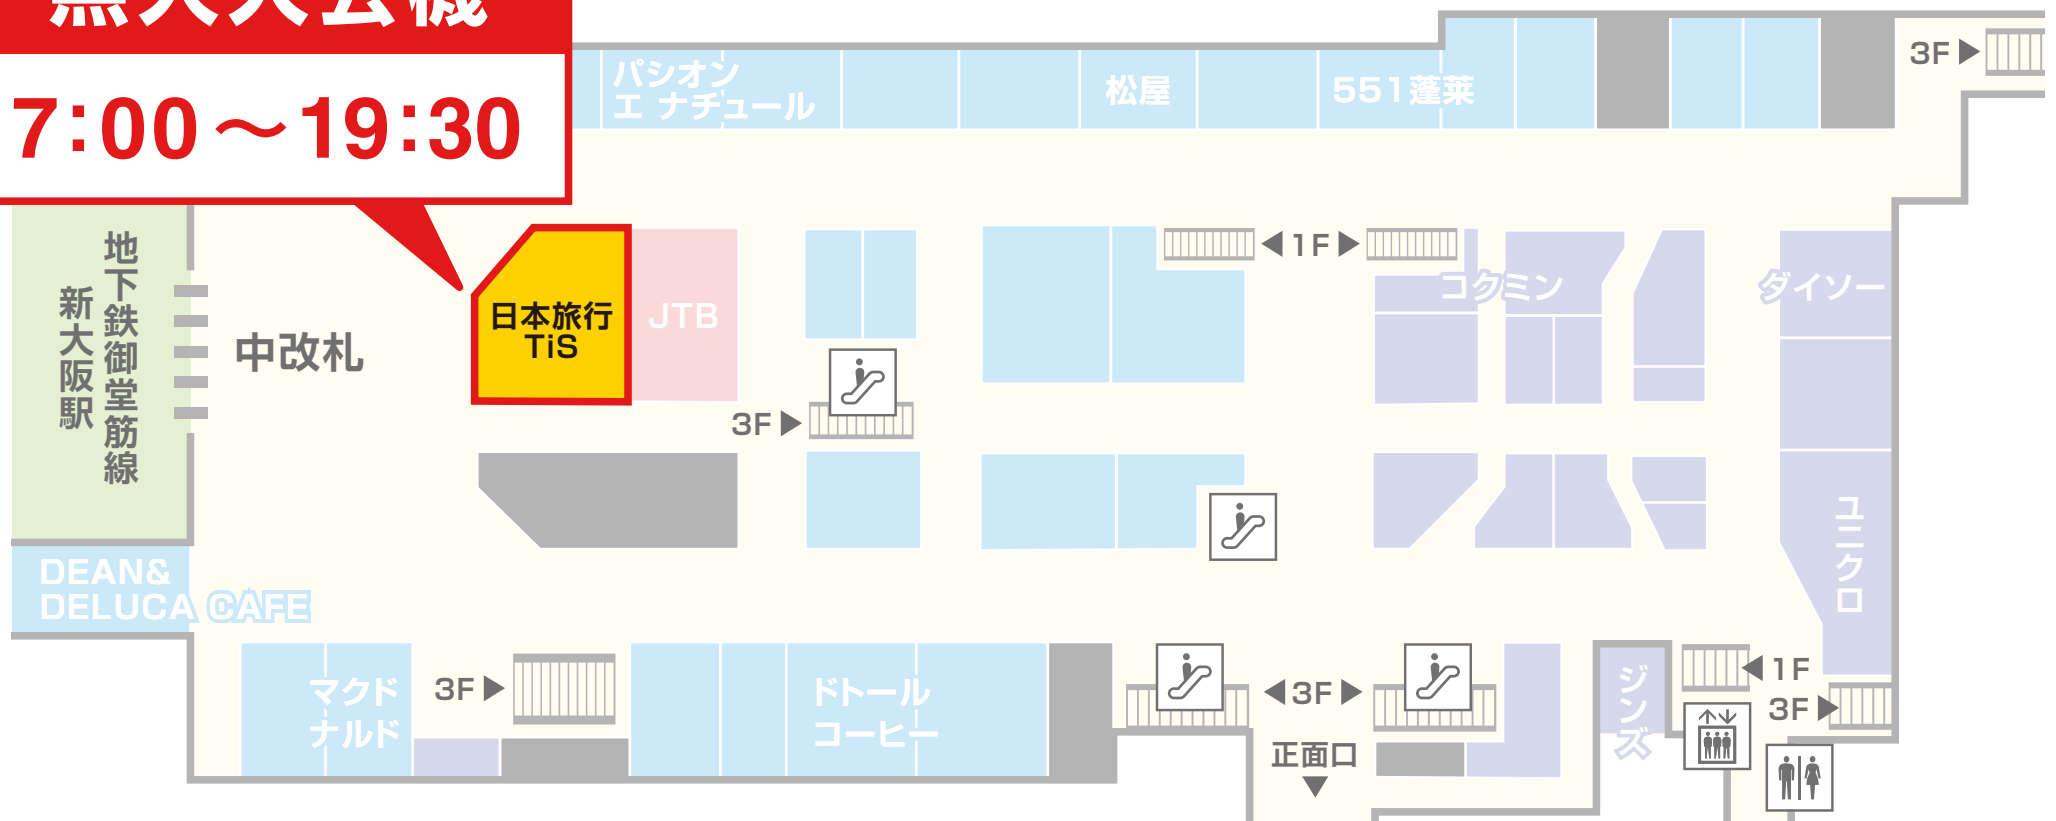 7:00～19:30
パシオン
エ ナチュール
松屋
551蓬莱
3F
地下鉄御堂筋線
新大阪駅
中改札
日本旅行
TiS
JTB
1F
コクミン
ダイソー
3F
ユニクロ
DEAN&
DELUCA CAFE
マクド
ナルド
3F
ドトール
コーヒー
3F
正面口
ジンズ
1F
3F